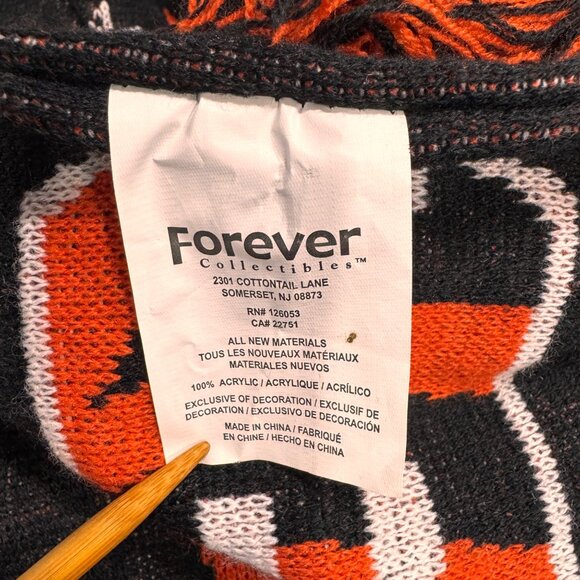 Forever
Collectibles™
2301 COTTONTAIL LANE
SOMERSET, NJ 08873
RN# 126053
CA# 22751
ALL NEW MATERIALS
TOUS LES NOUVEAUX MATÉRIAUX
MATERIALES NUEVOS
100% ACRYLIC / ACRYLIQUE / ACRÍLICO
EXCLUSIVE OF DECORATION / EXCLUSIF DE
DECORATION / EXCLUSIVO DE DECORACIÓN
MADE IN CHINA / FABRIQUÉ
EN CHINE / HECHO EN CHINA